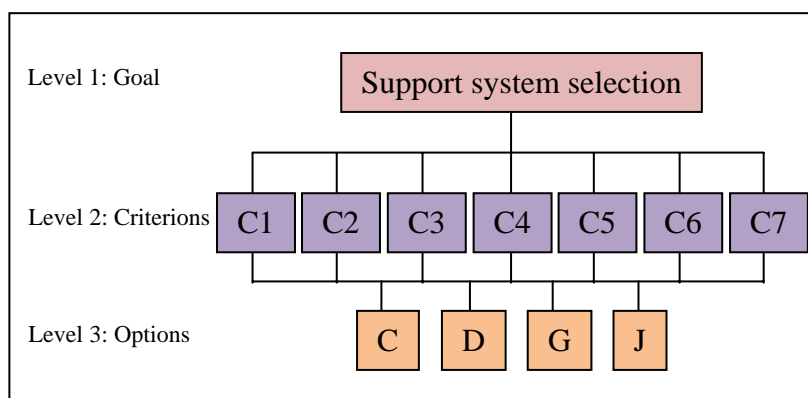 Level 1: Goal
Support system selection
Level 2: Criterions
C1 C2 C3 C4 C5 C6 C7
Level 3: Options
C D G J